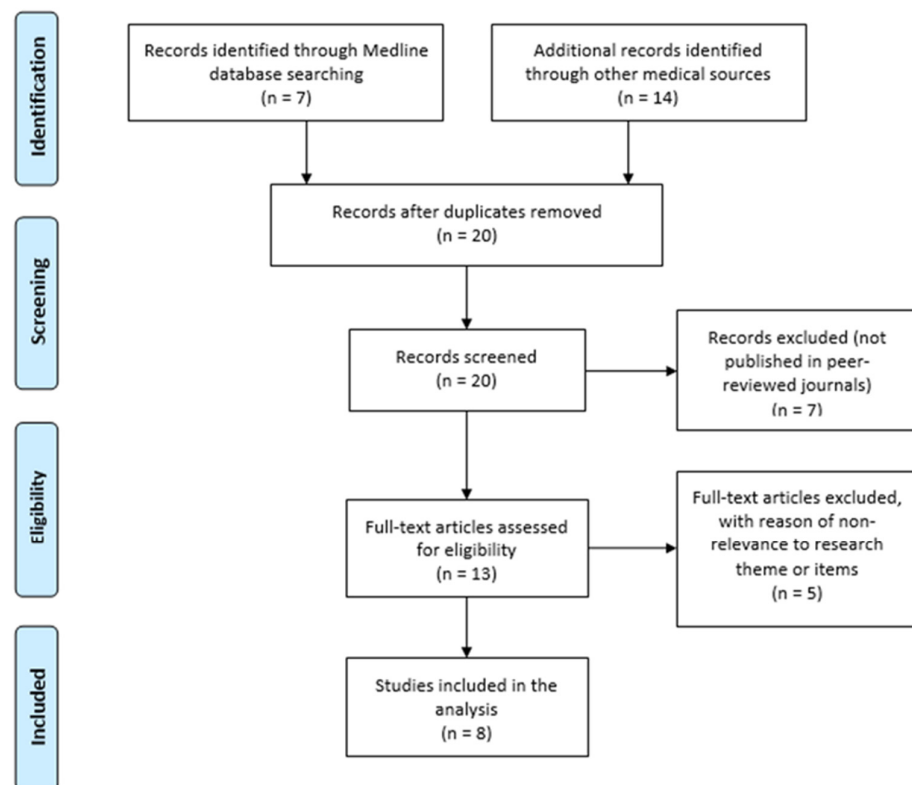 Identification
Records identified through Medline
database searching
(n = 7)
Additional records identified
through other medical sources
(n = 14)
Records after duplicates removed
(n = 20)
Screening
Records screened
(n = 20)
Records excluded (not
published in peer-
reviewed journals)
(n = 7)
Eligibility
Full-text articles assessed
for eligibility
(n = 13)
Full-text articles excluded,
with reason of non-
relevance to research
theme or items
(n = 5)
Included
Studies included in the
analysis
(n = 8)